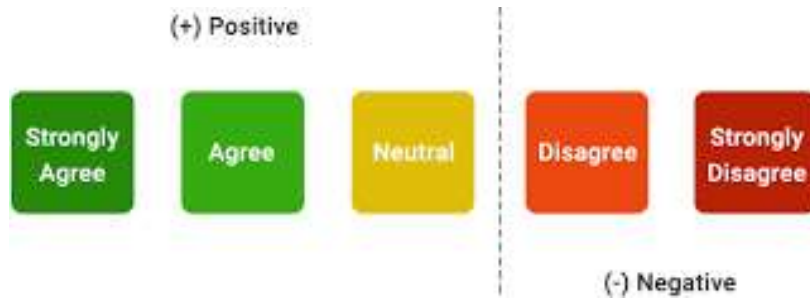 (+) Positive
Strongly
Agree
Agree
Neutral
Disagree
Strongly
Disagree
(-) Negative